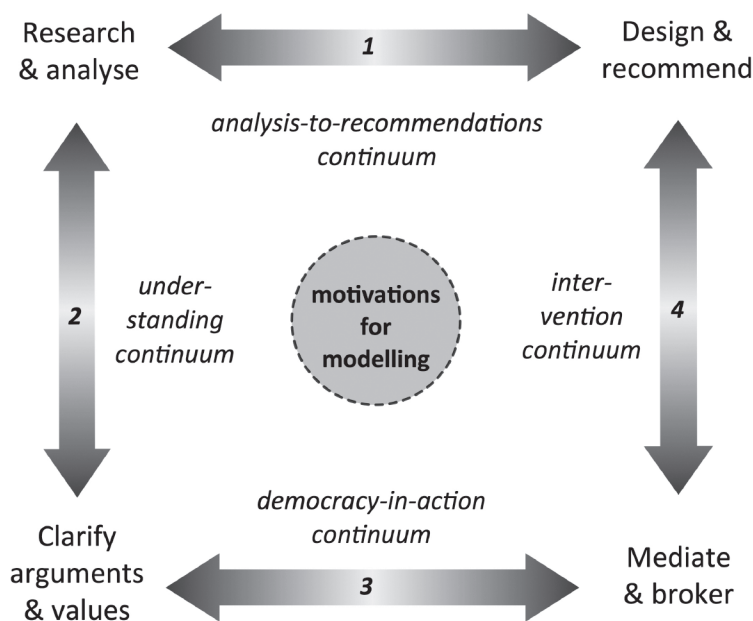 Research
& analyse
1
Design &
recommend
analysis-to-recommendations
continuum
2
under-
standing
continuum
motivations
for
modelling
inter-
vention
continuum
4
democracy-in-action
continuum
Clarify
arguments
& values
3
Mediate
& broker